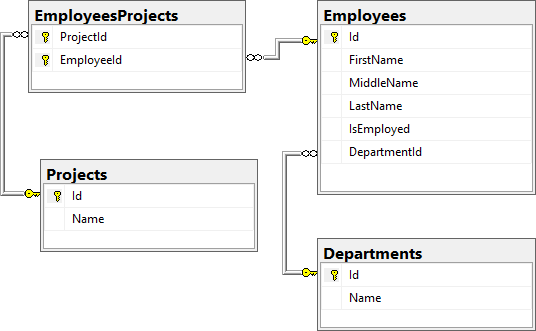 EmployeesProjects
ProjectId
EmployeeId
Employees
Id
FirstName
MiddleName
LastName
IsEmployed
DepartmentId
Projects
Id
Name
Departments
Id
Name